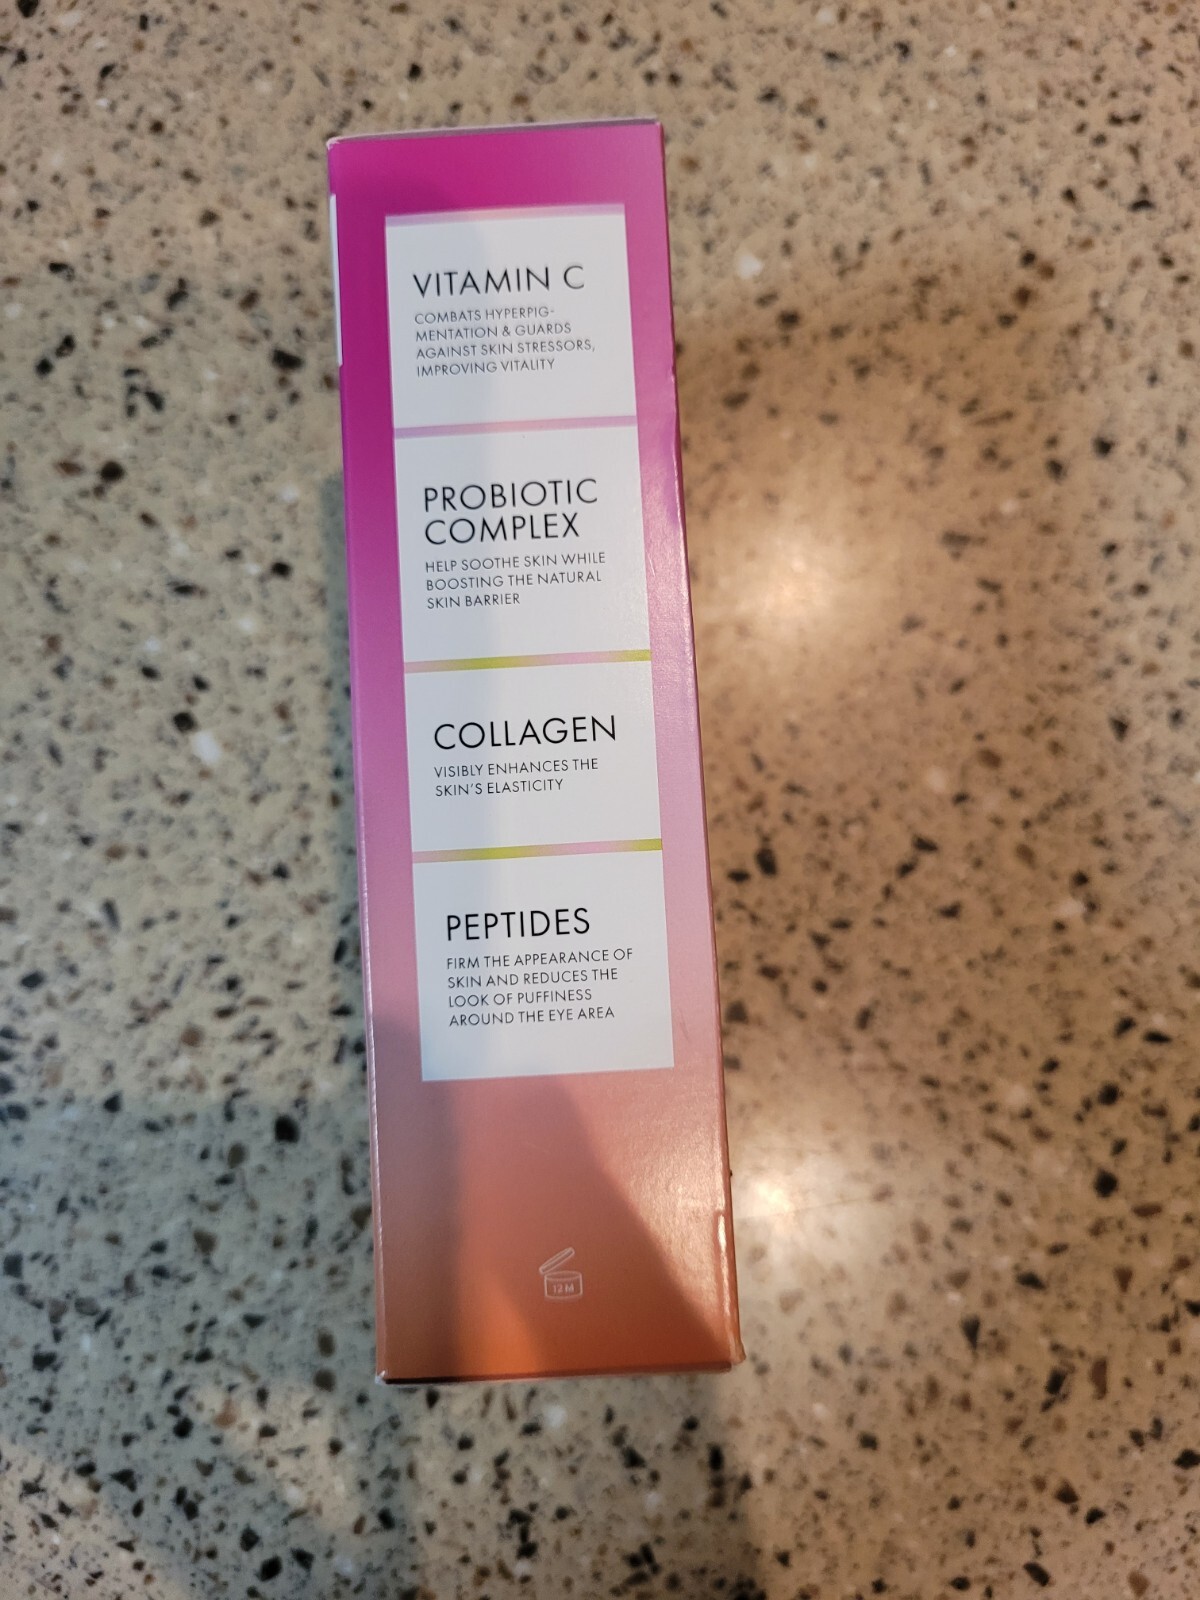 VITAMIN C
COMBATS HYPERPIG-
MENTATION & GUARDS
AGAINST SKIN STRESSORS,
IMPROVING VITALITY
PROBIOTIC
COMPLEX
HELP SOOTHE SKIN WHILE
BOOSTING THE NATURAL
SKIN BARRIER
COLLAGEN
VISIBLY ENHANCES THE
SKIN'S ELASTICITY
PEPTIDES
FIRM THE APPEARANCE OF
SKIN AND REDUCES THE
LOOK OF PUFFINESS
AROUND THE EYE AREA
12 M